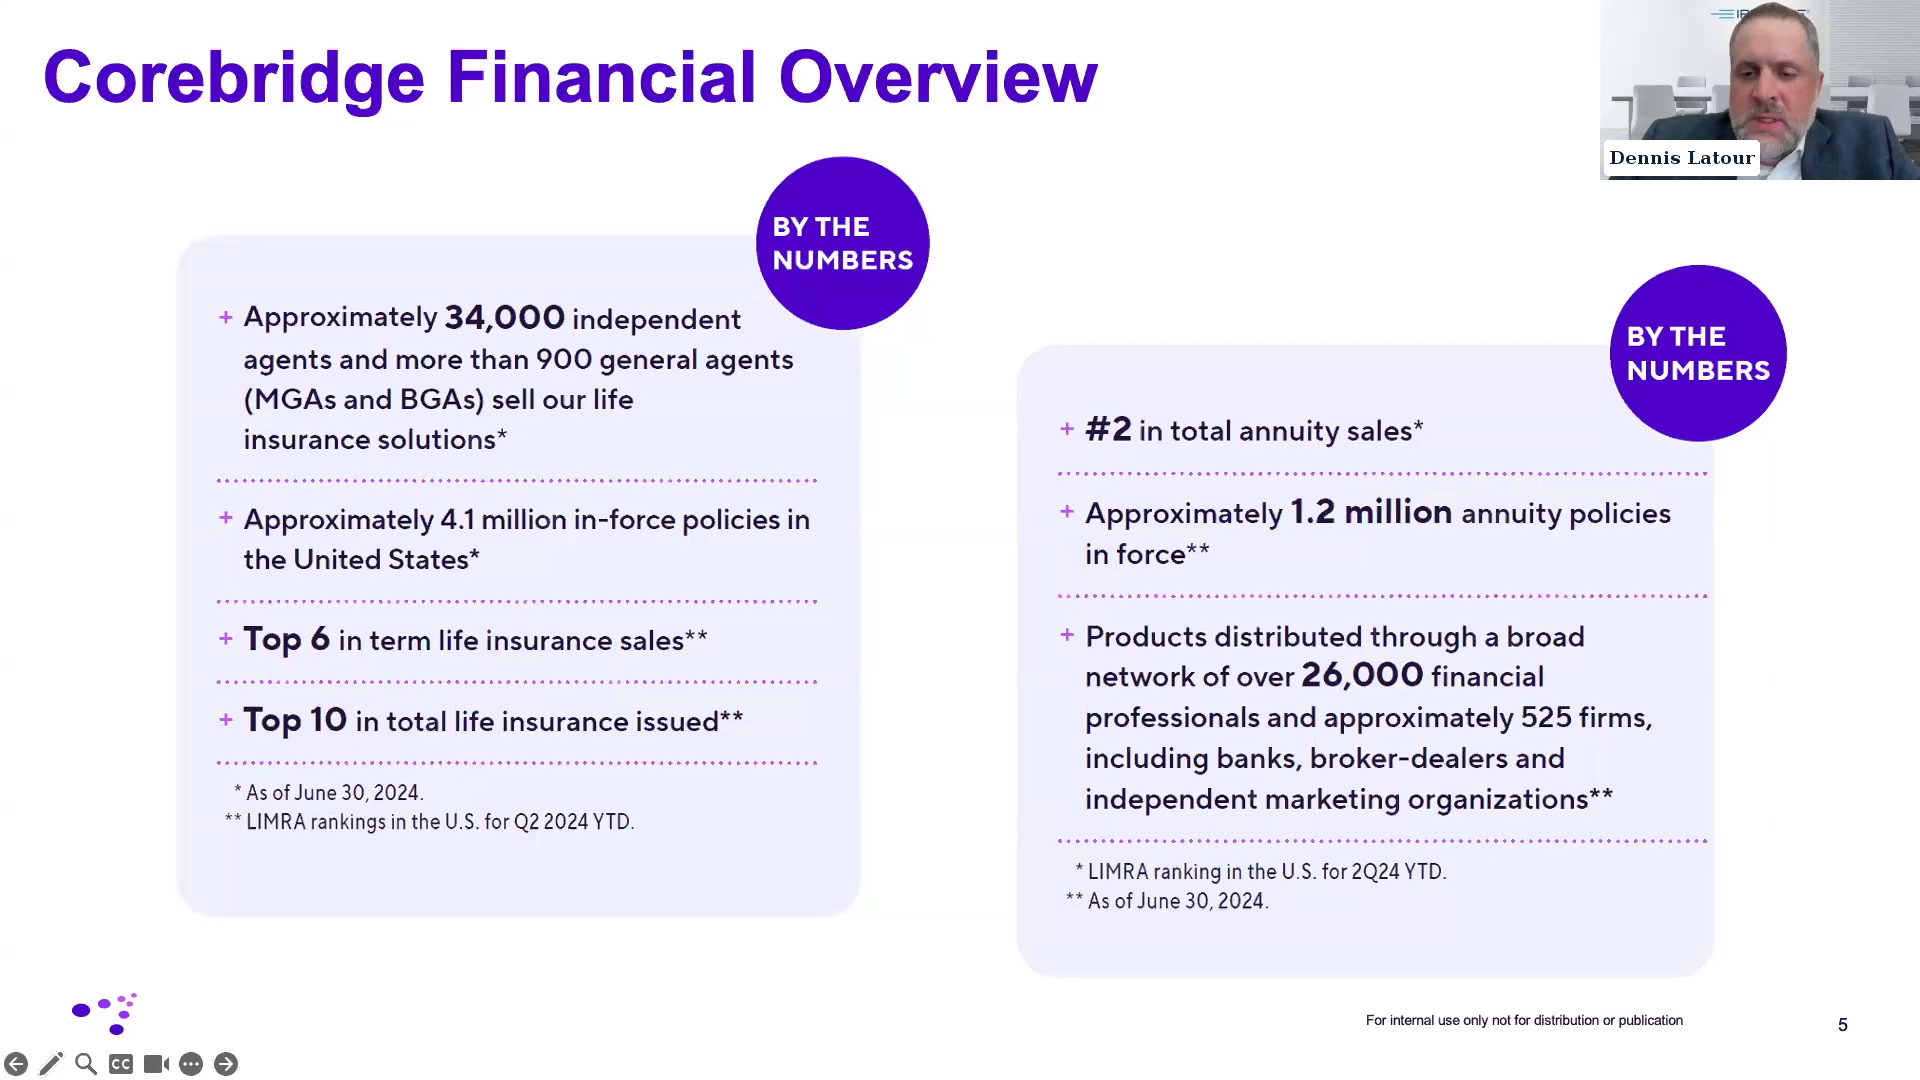 Corebridge Financial Overview
Dennis Latour
BY THE
NUMBERS
+ Approximately 34,000 independent
agents and more than 900 general agents
(MGAs and BGAs) sell our life
insurance solutions*
+ Approximately 4.1 million in-force policies in
the United States*
+ Top 6 in term life insurance sales**
+ Top 10 in total life insurance issued**
* As of June 30, 2024.
** LIMRA rankings in the U.S. for Q2 2024 YTD.
BY THE
NUMBERS
+ #2 in total annuity sales*
+ Approximately 1.2 million annuity policies
in force**
+ Products distributed through a broad
network of over 26,000 financial
professionals and approximately 525 firms,
including banks, broker-dealers and
independent marketing organizations**
* LIMRA ranking in the U.S. for 2Q24 YTD.
** As of June 30, 2024.
For internal use only not for distribution or publication
5
CC